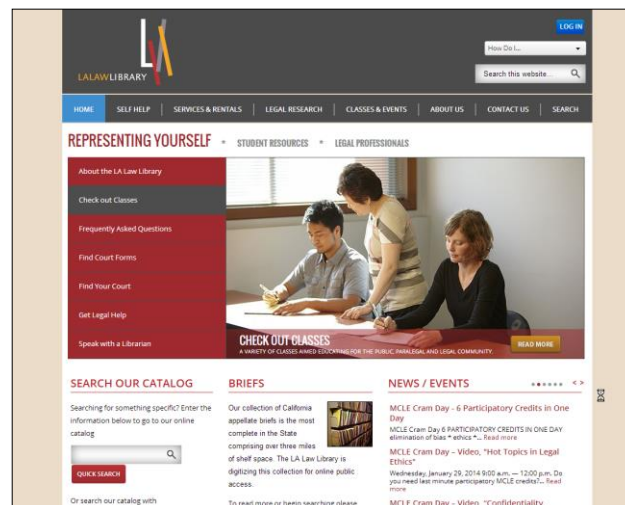 LOG IN
How Do I...
LALAWLIBRARY
Search this website...
HOME SELF HELP SERVICES & RENTALS LEGAL RESEARCH CLASSES & EVENTS ABOUT US CONTACT US SEARCH
REPRESENTING YOURSELF • STUDENT RESOURCES • LEGAL PROFESSIONALS
About the LA Law Library
Check out Classes
Frequently Asked Questions
Find Court Forms
Find Your Court
Get Legal Help
Speak with a Librarian
CHECK OUT CLASSES
A VARIETY OF CLASSES AIMED EDUCATING FOR THE PUBLIC, PARALEGAL AND LEGAL COMMUNITY.
READ MORE
SEARCH OUR CATALOG
Searching for something specific? Enter the
information below to go to our online
catalog
QUICK SEARCH
Or search our catalog with
BRIEFS
Our collection of California
appellate briefs is the most
complete in the State
comprising over three miles
of shelf space. The LA Law Library is
digitizing this collection for online public
access.
To read more or begin searching please
NEWS / EVENTS
< >
MCLE Cram Day - 6 Participatory Credits in One
Day
MCLE Cram Day 6 PARTICIPATORY CREDITS IN ONE DAY
elimination of bias * ethics *... Read more
MCLE Cram Day – Video, "Hot Topics in Legal
Ethics"
Wednesday, January 29, 2014 9:00 a.m. — 12:00 p.m. Do
you need last minute participatory MCLE credits?... Read
more
MCLE Cram Day – Video, "Confidentiality